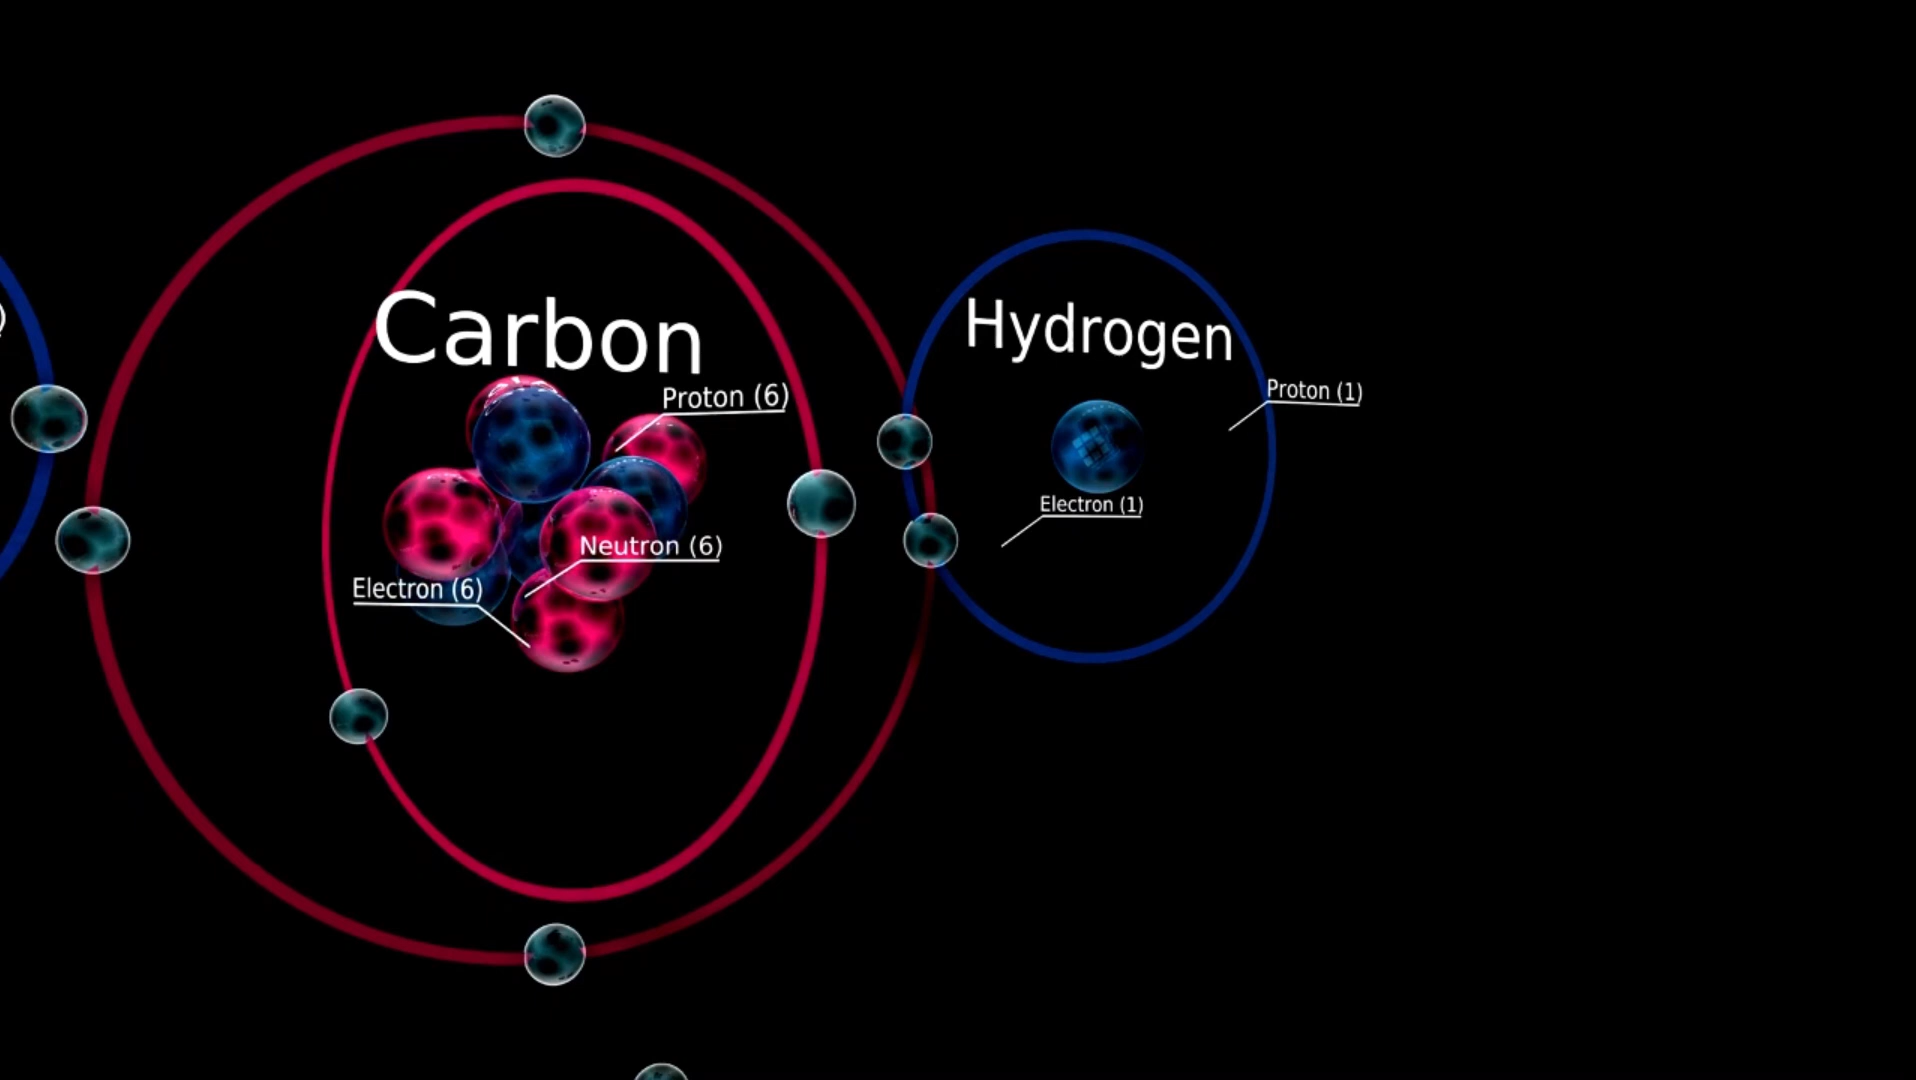 Carbon
Proton (6)
Neutron (6)
Electron (6)
Hydrogen
Proton (1)
Electron (1)